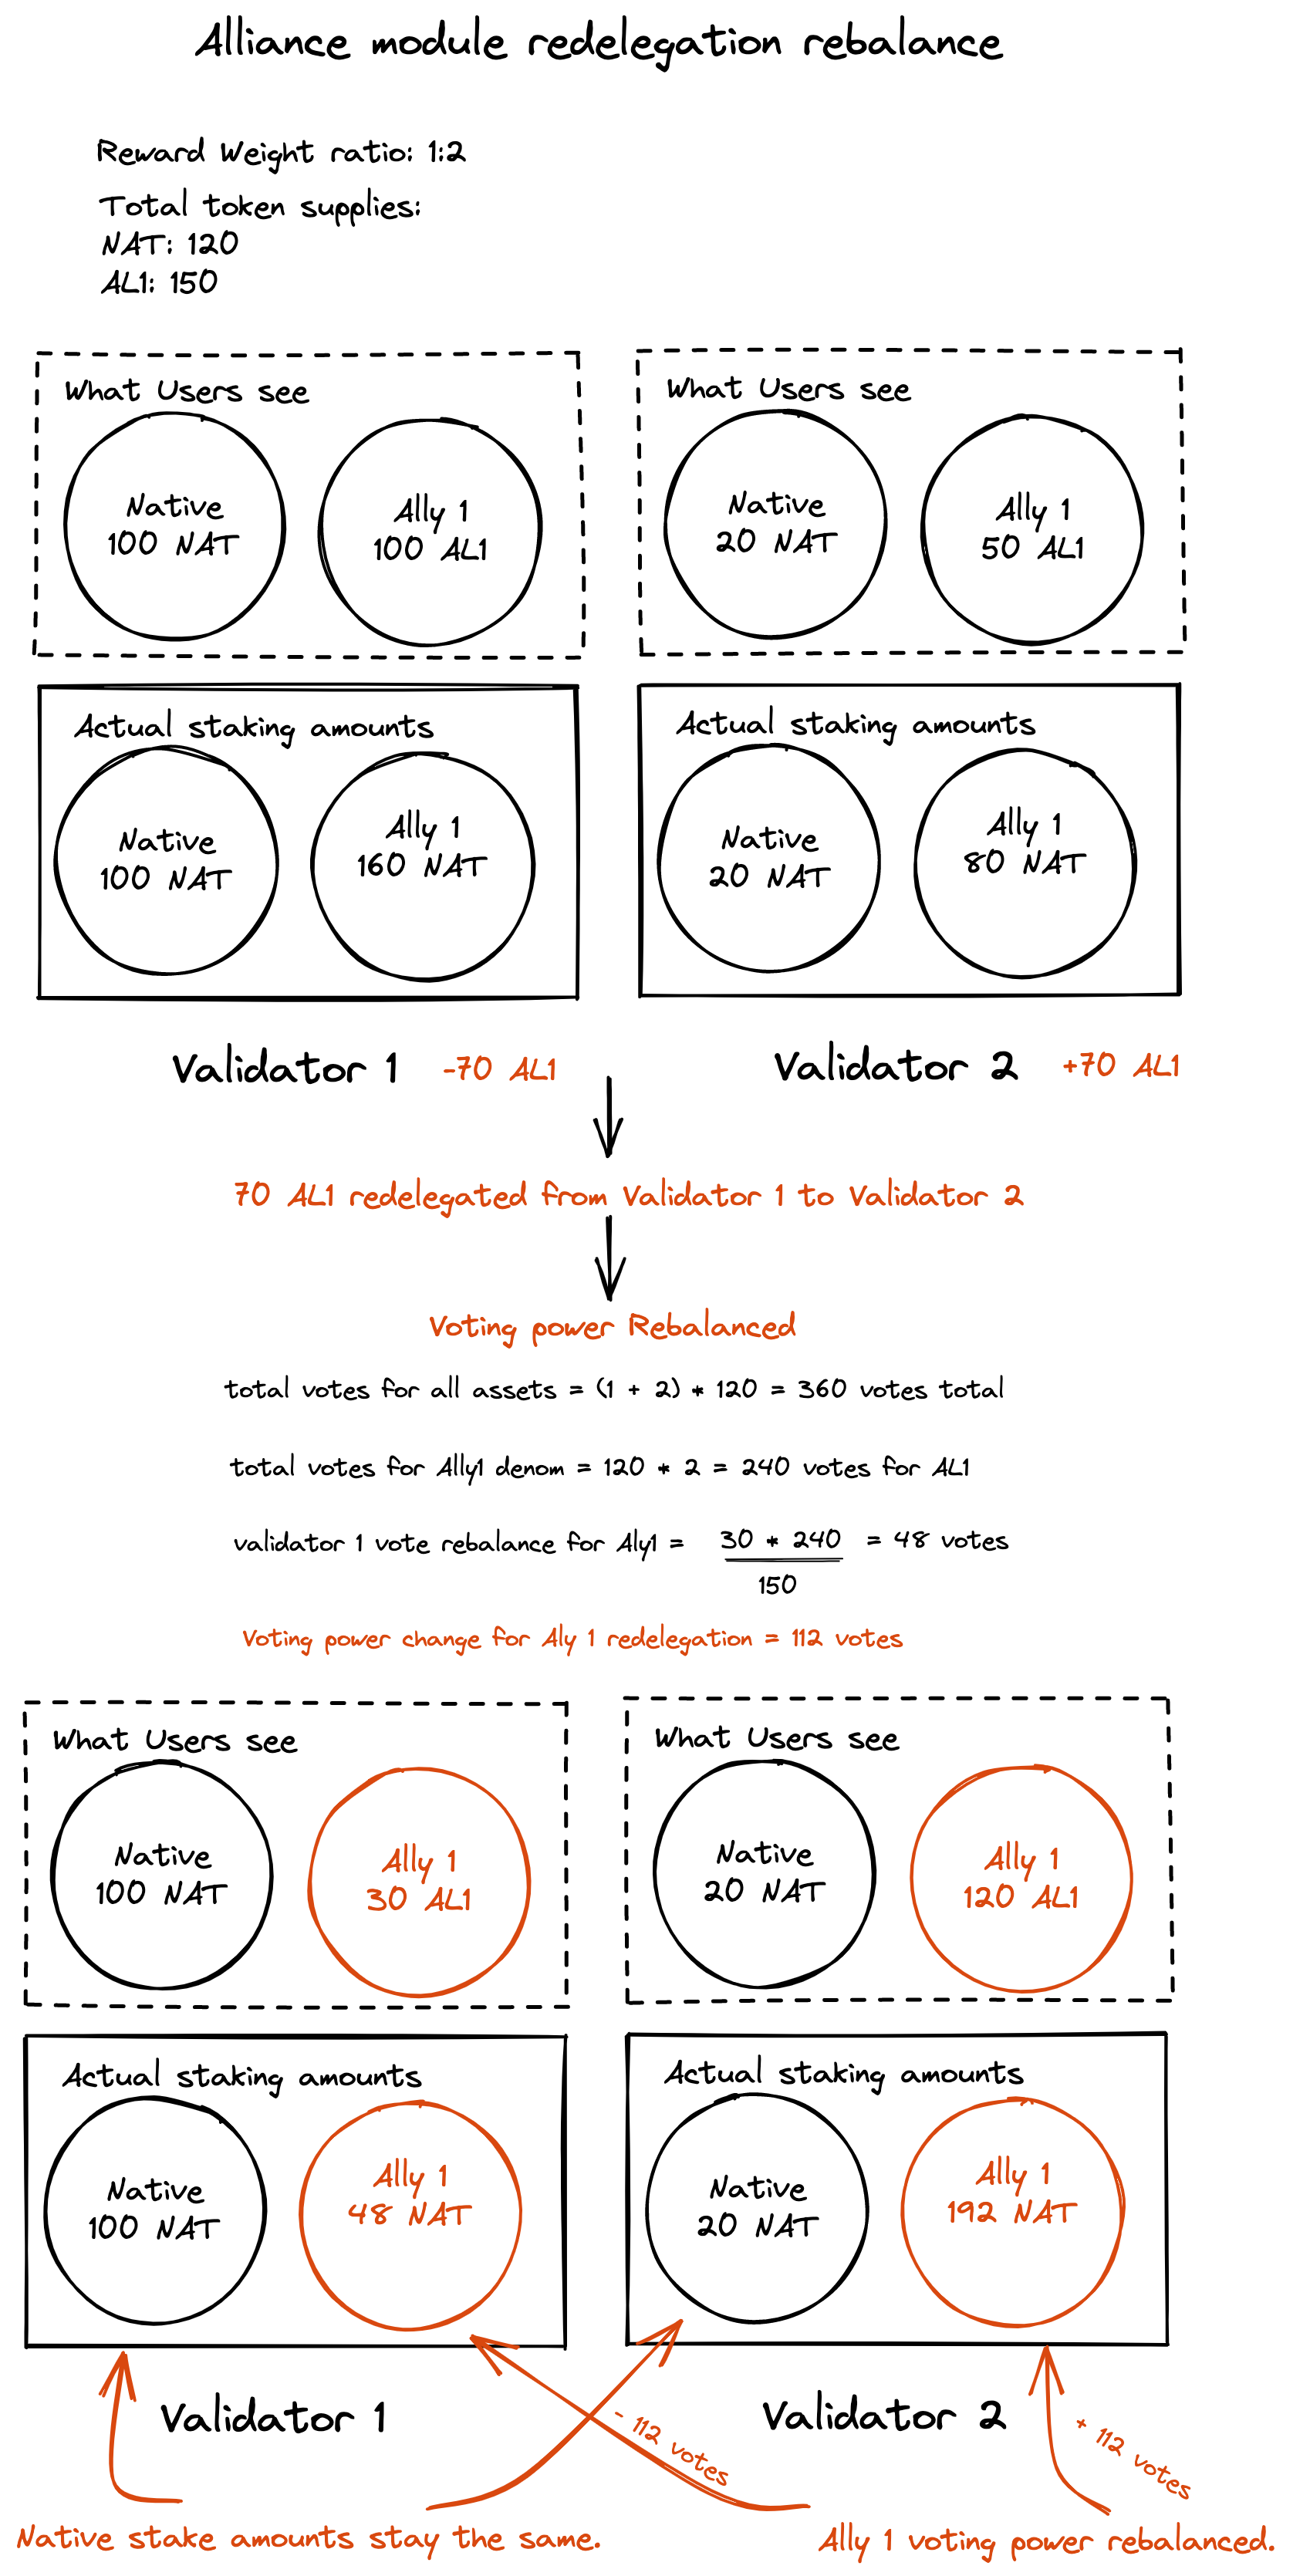 Alliance module redelegation rebalance
Reward Weight ratio: 1:2
Total token supplies:
NAT: 120
AL1: 150
What Users see
Native
100 NAT
Ally 1
100 AL1
What Users see
Native
20 NAT
Ally 1
50 AL1
Actual staking amounts
Native
100 NAT
Ally 1
160 NAT
Actual staking amounts
Native
20 NAT
Ally 1
80 NAT
Validator 1
-70 AL1
Validator 2
+70 AL1
70 AL1 redelegated from Validator 1 to Validator 2
Voting power Rebalanced
total votes for all assets = (1 + 2) * 120 = 360 votes total
total votes for Ally1 denom = 120 * 2 = 240 votes for AL1
validator 1 vote rebalance for Aly1 = 30 * 240 = 48 votes
150
Voting power change for Aly 1 redelegation = 112 votes
What Users see
Native
100 NAT
Ally 1
30 AL1
What Users see
Native
20 NAT
Ally 1
120 AL1
Actual staking amounts
Native
100 NAT
Ally 1
48 NAT
Actual staking amounts
Native
20 NAT
Ally 1
192 NAT
Validator 1
- 112 votes
Validator 2
+ 112 votes
Native stake amounts stay the same.
Ally 1 voting power rebalanced.